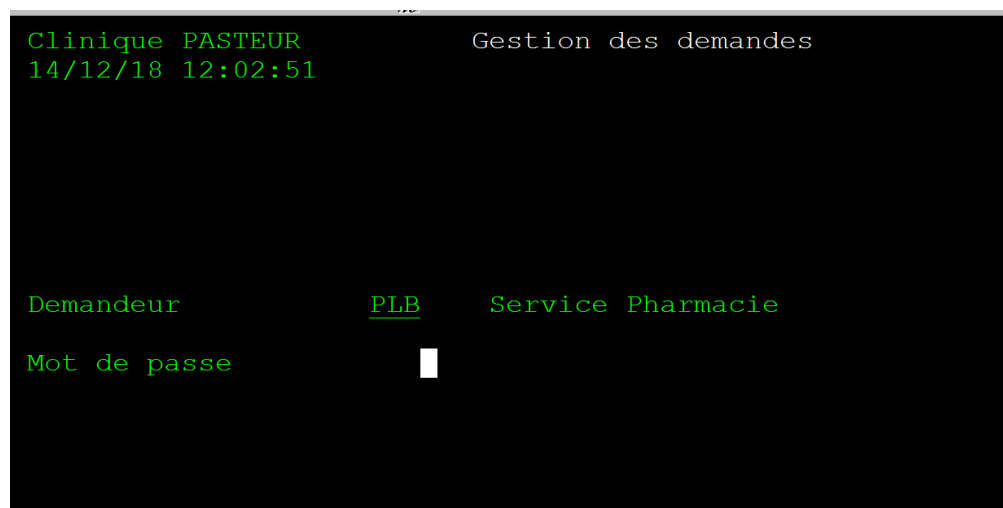 Clinique PASTEUR Gestion des demandes
14/12/18 12:02:51
Demandeur PLB Service Pharmacie
Mot de passe